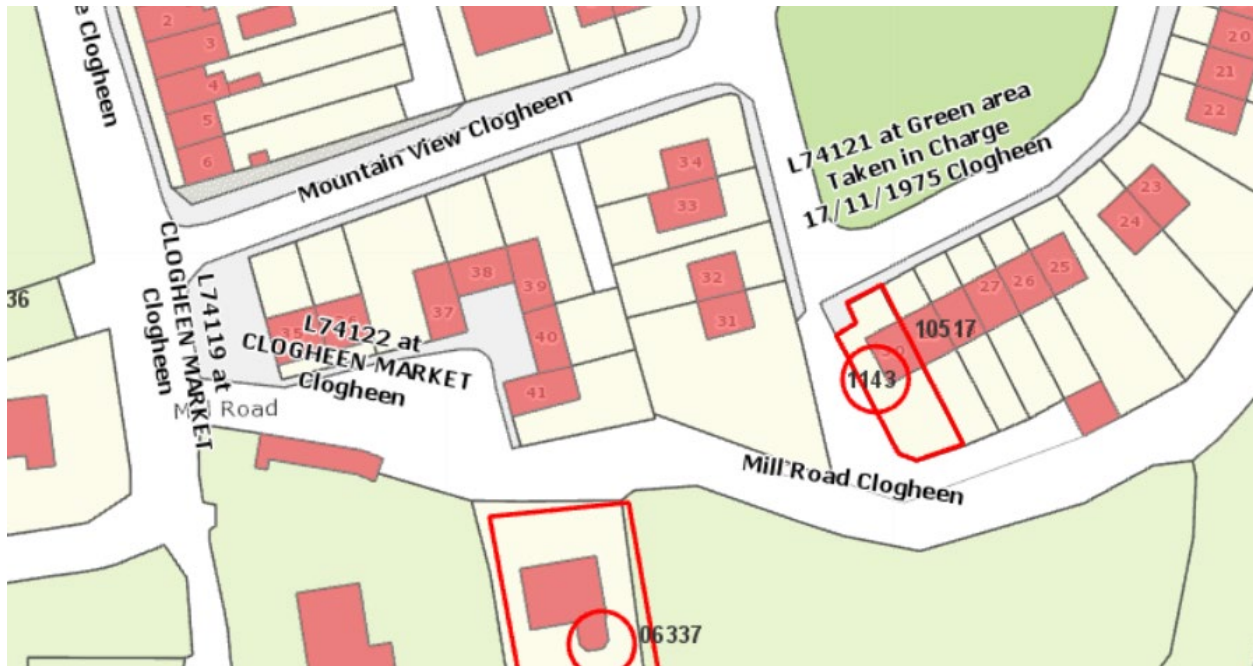 e Clogheen
2
3
4
5
6
20
21
22
Mountain View Clogheen
L74121 at Green area
Taken in Charge
17/11/1975 Clogheen
34
33
23
24
L74119 at
CLOGHEEN MARKET
Clogheen
36
38
39
37
40
41
32
31
25
26
27
35
L74122 at
CLOGHEEN MARKET
Clogheen
10517
1143
Road
Mill Road Clogheen
06337